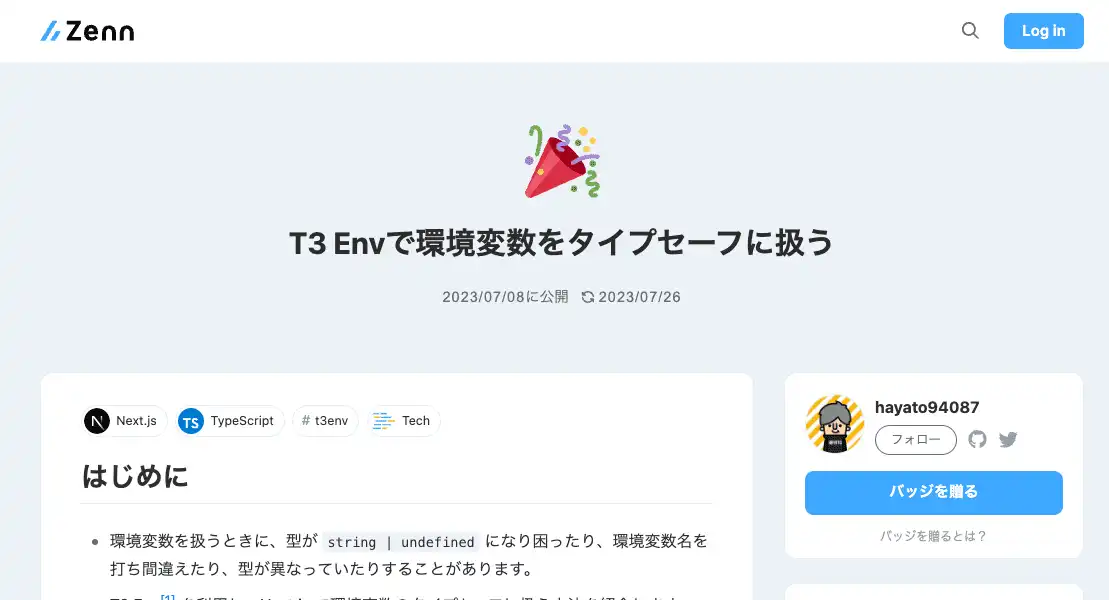 Zenn
Log in
T3 Envで環境変数をタイプセーフに扱う
2023/07/08に公開 2023/07/26
Next.js TypeScript # t3env Tech
はじめに
環境変数を扱うときに、型が string | undefined になり困ったり、環境変数名を
打ち間違えたり、型が異なっていたりすることがあります。
hayato94087
フォロー
バッジを贈る
バッジを贈るとは？